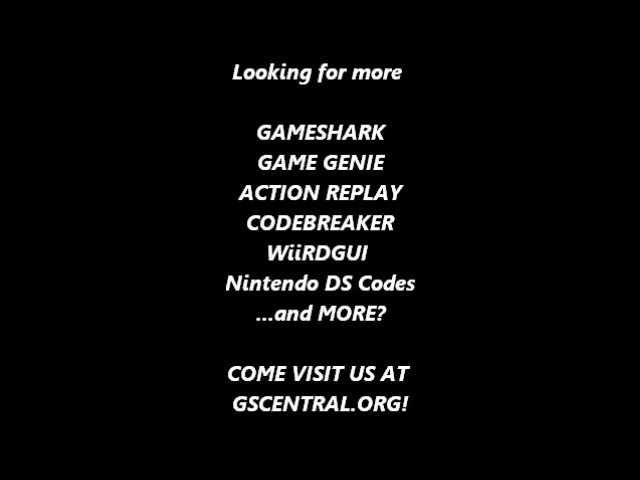 Looking for more
GAMESHARK
GAME GENIE
ACTION REPLAY
CODEBREAKER
WiiRDGUI
Nintendo DS Codes
...and MORE?
COME VISIT US AT
GSCENTRAL.ORG!